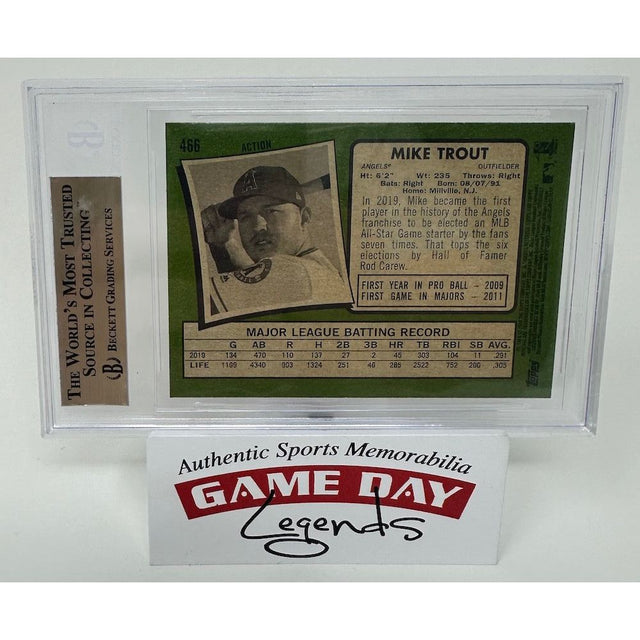 THE WORLD'S MOST TRUSTED
SOURCE IN COLLECTING™
BECKETT GRADING SERVICES
466
ACTION
MIKE TROUT
ANGELS® OUTFIELDER
Ht: 6'2" Wt: 235 Throws: Right
Bats: Right Born: 08/07/91
Home: Millville, N.J.
In 2019, Mike became the first
player in the history of the Angels
franchise to be elected an MLB
All-Star Game starter by the fans
seven times. That tops the six
elections by Hall of Famer
Rod Carew.
FIRST YEAR IN PRO BALL - 2009
FIRST GAME IN MAJORS - 2011
MAJOR LEAGUE BATTING RECORD
G AB R H 2B 3B HR TB RBI SB AVG.
2019 134 470 110 137 27 2 45 303 104 11 .291
LIFE 1199 4340 903 1324 251 46 285 2522 752 200 .305
Topps
Authentic Sports Memorabilia
GAME DAY
Legends